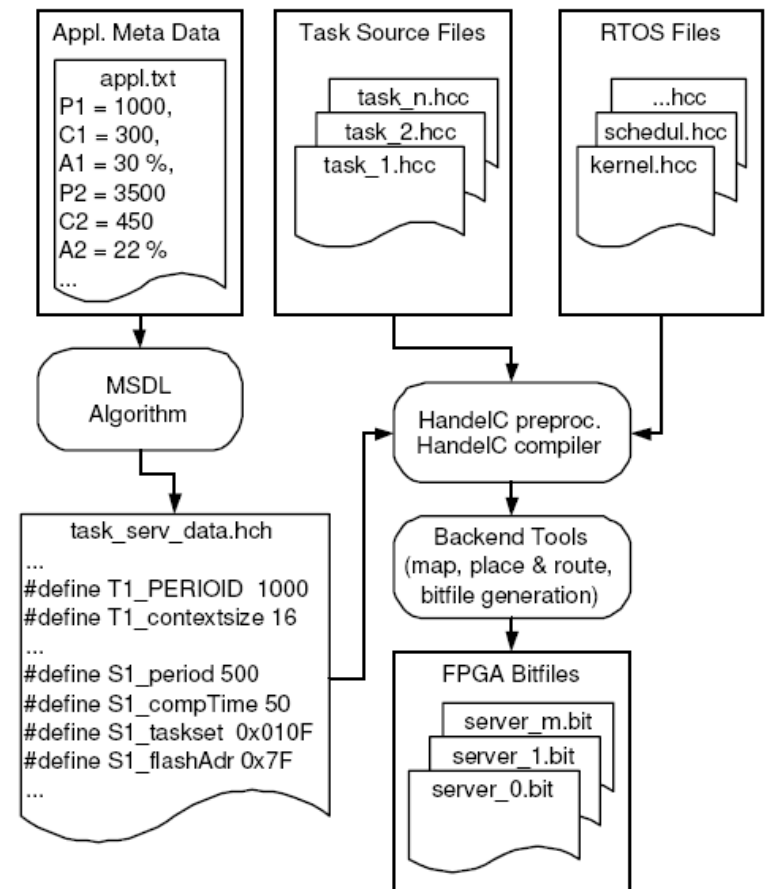 Appl. Meta Data
appl.txt
P1 = 1000,
C1 = 300,
A1 = 30 %,
P2 = 3500
C2 = 450
A2 = 22 %
...
Task Source Files
task_n.hcc
task_2.hcc
task_1.hcc
RTOS Files
...hcc
schedul.hcc
kernel.hcc
MSDL
Algorithm
HandelC preproc.
HandelC compiler
task_serv_data.hch
...
#define T1_PERIOID 1000
#define T1_contextsize 16
...
#define S1_period 500
#define S1_compTime 50
#define S1_taskset 0x010F
#define S1_flashAdr 0x7F
...
Backend Tools
(map, place & route,
bitfile generation)
FPGA Bitfiles
server_m.bit
server_1.bit
server_0.bit